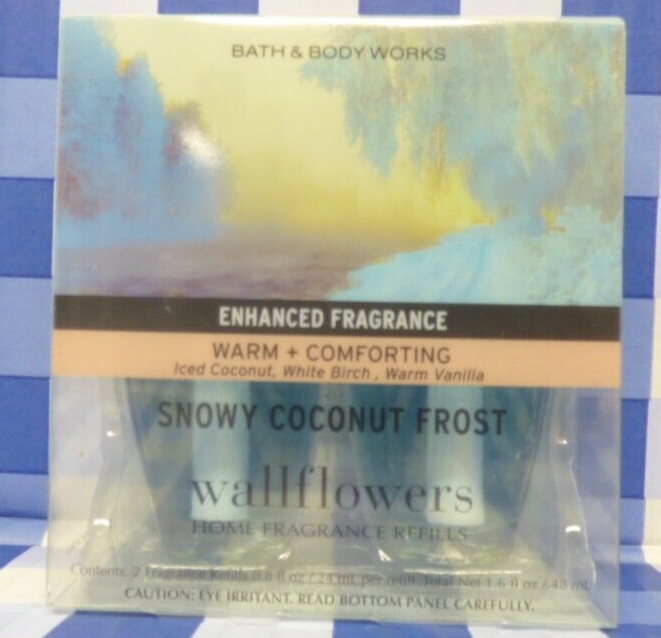 BATH & BODY WORKS
ENHANCED FRAGRANCE
WARM + COMFORTING
Iced Coconut, White Birch , Warm Vanilla
SNOWY COCONUT FROST
wallflowers
HOME FRAGRANCE REFILLS
Contents: 2 Fragrance Refills 0.8 fl oz / 24 mL per refill Total Net 1.6 fl oz / 48 mL
CAUTION: EYE IRRITANT. READ BOTTOM PANEL CAREFULLY.